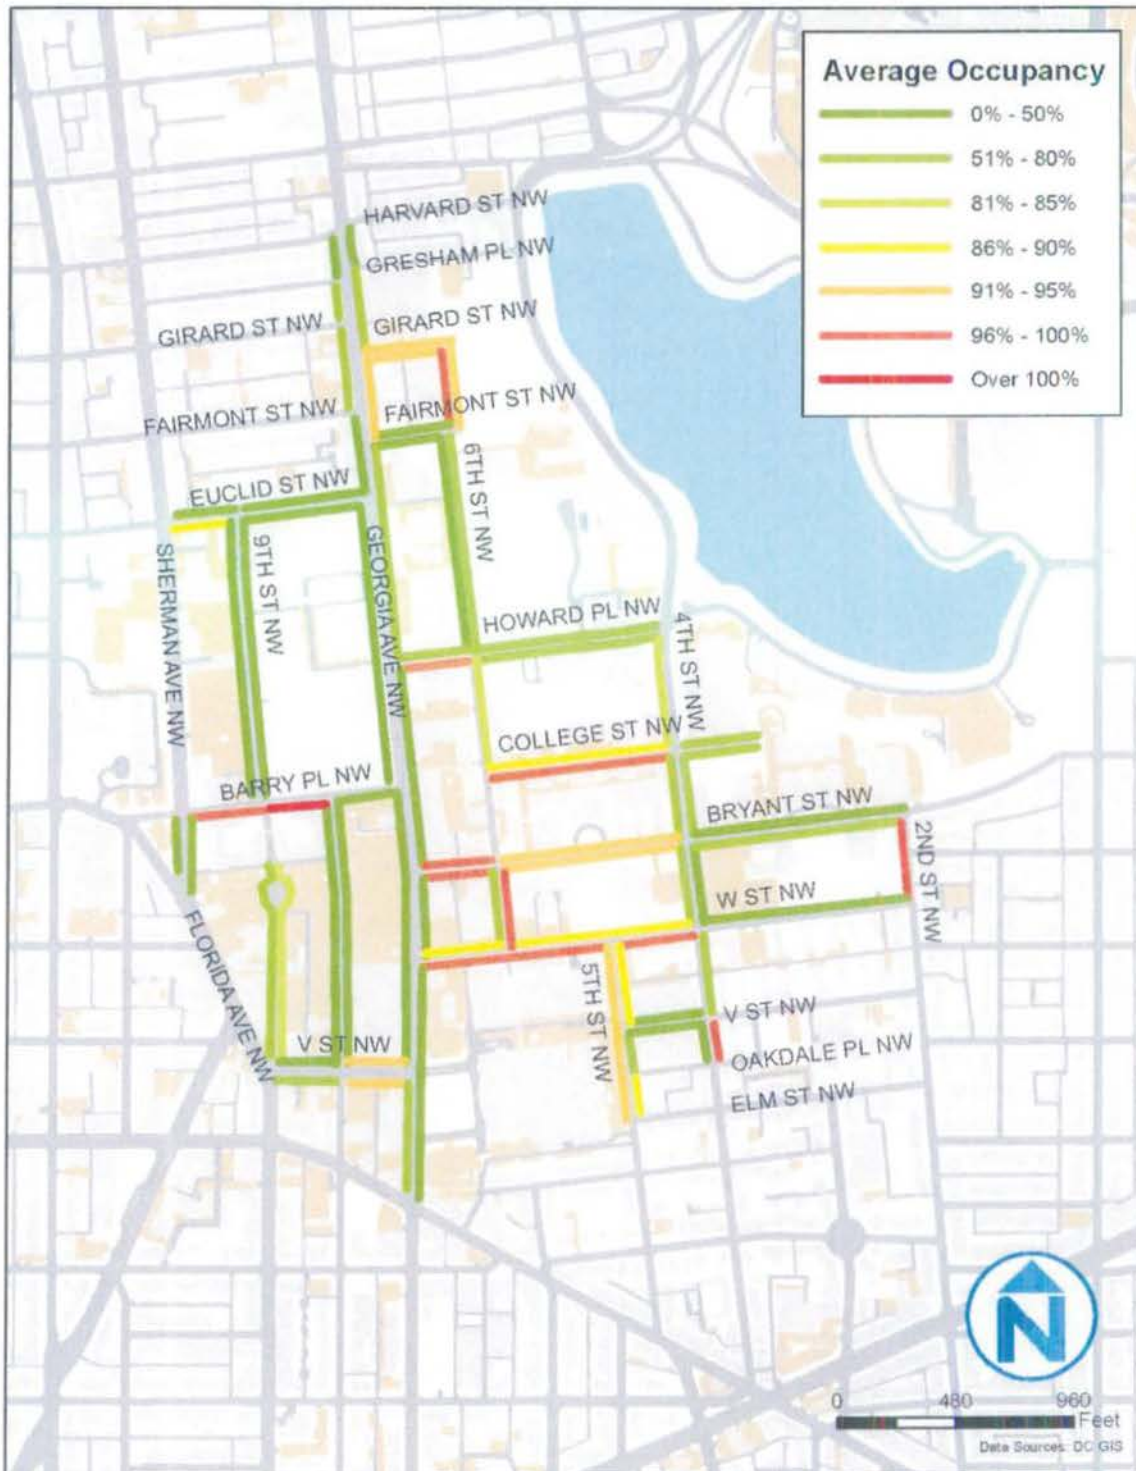 Average Occupancy
0% - 50%
51% - 80%
81% - 85%
86% - 90%
91% - 95%
96% - 100%
Over 100%
HARVARD ST NW
GRESHAM PL NW
GIRARD ST NW
GIRARD ST NW
FAIRMONT ST NW
FAIRMONT ST NW
EUCLID ST NW
6TH ST NW
SHERMAN AVE NW
9TH ST NW
GEORGIA AVE NW
HOWARD PL NW
4TH ST NW
COLLEGE ST NW
BARRY PL NW
BRYANT ST NW
2ND ST NW
W ST NW
FLORIDA AVE NW
5TH ST NW
V ST NW
V ST NW
OAKDALE PL NW
ELM ST NW
N
0 480 960
Feet
Data Sources: DC GIS